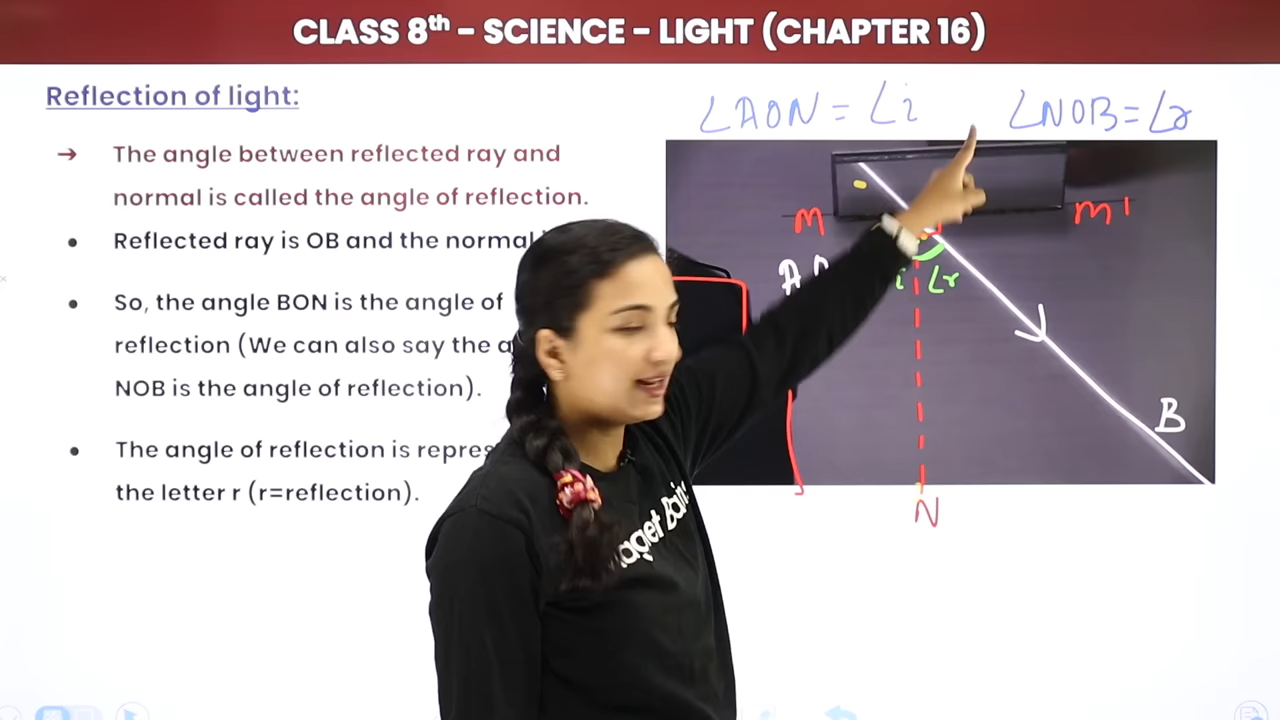 CLASS 8th – SCIENCE – LIGHT (CHAPTER 16)
Reflection of light:
∠AON = ∠i ∠NOB = ∠r
→ The angle between reflected ray and
normal is called the angle of reflection.
• Reflected ray is OB and the normal
• So, the angle BON is the angle of
reflection (We can also say the
NOB is the angle of reflection).
• The angle of reflection is
the letter r (r=reflection).
M M'
A
i ∠r
B
N